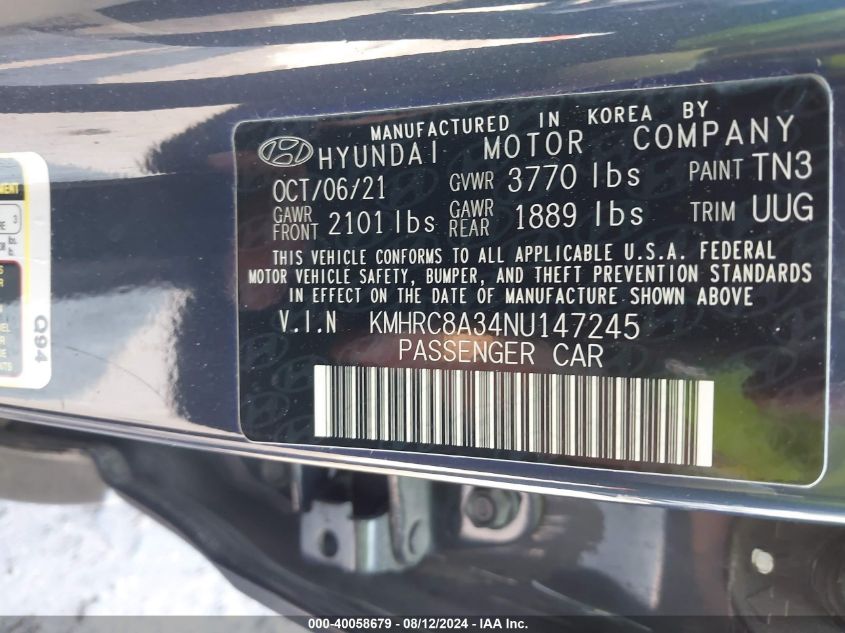 MANUFACTURED IN KOREA BY
HYUNDAI MOTOR COMPANY
OCT/06/21 GVWR 3770 lbs PAINT TN3
GAWR FRONT 2101 lbs GAWR REAR 1889 lbs TRIM UUG
THIS VEHICLE CONFORMS TO ALL APPLICABLE U.S.A. FEDERAL
MOTOR VEHICLE SAFETY, BUMPER, AND THEFT PREVENTION STANDARDS
IN EFFECT ON THE DATE OF MANUFACTURE SHOWN ABOVE
V.I.N KMHRC8A34NU147245
PASSENGER CAR
3
Q94
000-40058679 - 08/12/2024 - IAA Inc.